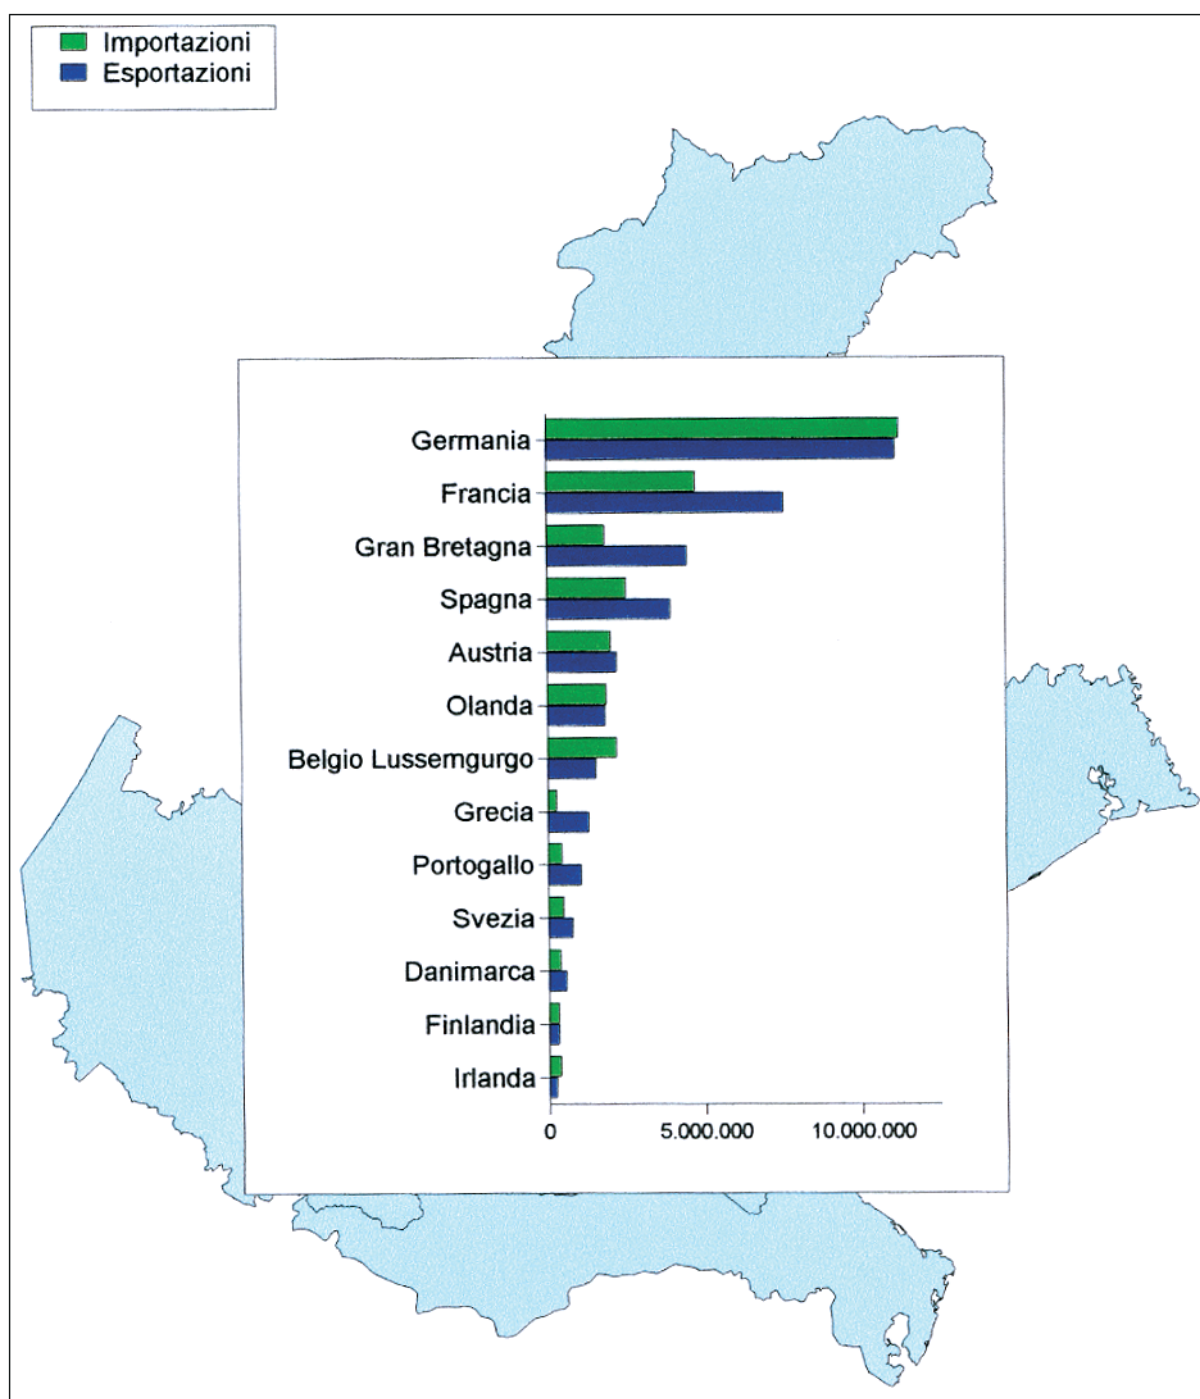 Importazioni
Esportazioni
Germania
Francia
Gran Bretagna
Spagna
Austria
Olanda
Belgio Lussemgurgo
Grecia
Portogallo
Svezia
Danimarca
Finlandia
Irlanda
0 5.000.000 10.000.000